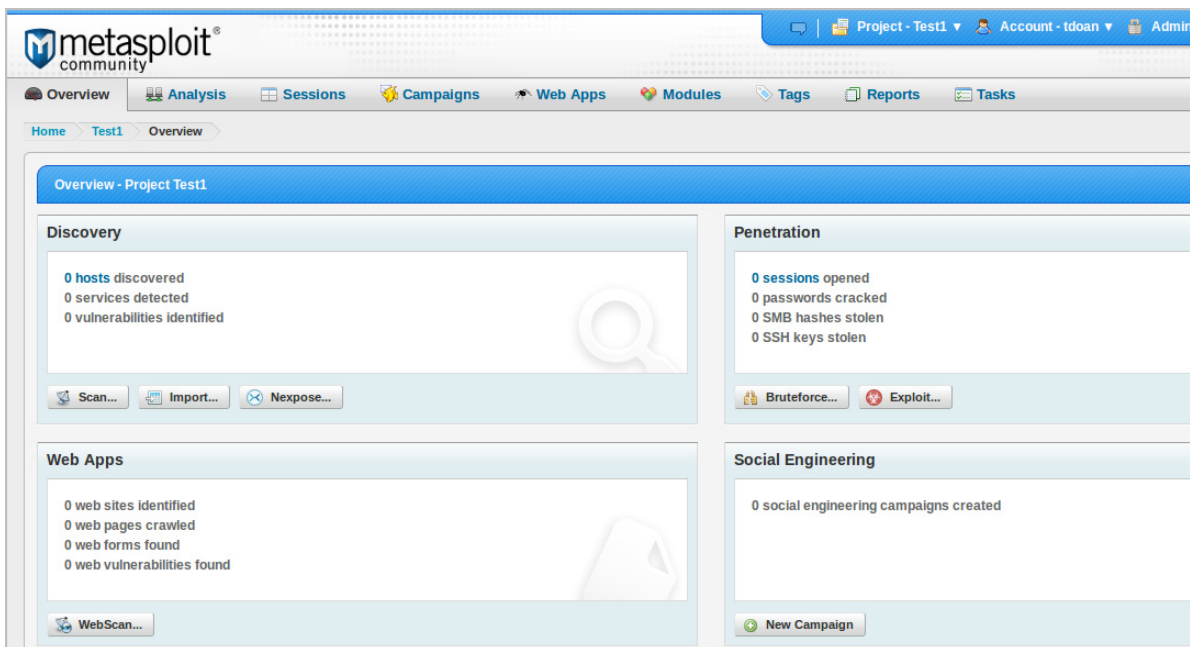 metasploit®
community
Project - Test1 ▼ Account - tdoan ▼ Admin
Overview Analysis Sessions Campaigns Web Apps Modules Tags Reports Tasks
Home Test1 Overview
Overview - Project Test1
Discovery
0 hosts discovered
0 services detected
0 vulnerabilities identified
Scan... Import... Nexpose...
Penetration
0 sessions opened
0 passwords cracked
0 SMB hashes stolen
0 SSH keys stolen
Bruteforce... Exploit...
Web Apps
0 web sites identified
0 web pages crawled
0 web forms found
0 web vulnerabilities found
WebScan...
Social Engineering
0 social engineering campaigns created
New Campaign